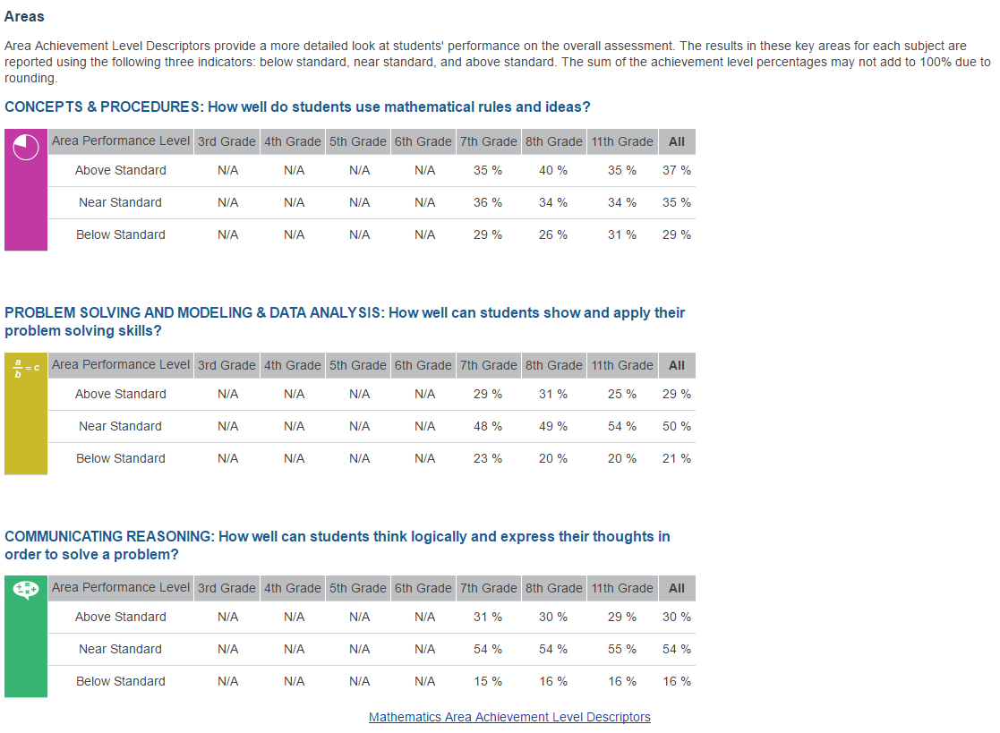 Areas
Area Achievement Level Descriptors provide a more detailed look at students' performance on the overall assessment. The results in these key areas for each subject are
reported using the following three indicators: below standard, near standard, and above standard. The sum of the achievement level percentages may not add to 100% due to
rounding.
CONCEPTS & PROCEDURES: How well do students use mathematical rules and ideas?
Area Performance Level 3rd Grade 4th Grade 5th Grade 6th Grade 7th Grade 8th Grade 11th Grade All
Above Standard N/A N/A N/A N/A 35 % 40 % 35 % 37 %
Near Standard N/A N/A N/A N/A 36 % 34 % 34 % 35 %
Below Standard N/A N/A N/A N/A 29 % 26 % 31 % 29 %
PROBLEM SOLVING AND MODELING & DATA ANALYSIS: How well can students show and apply their
problem solving skills?
a/b = c Area Performance Level 3rd Grade 4th Grade 5th Grade 6th Grade 7th Grade 8th Grade 11th Grade All
Above Standard N/A N/A N/A N/A 29 % 31 % 25 % 29 %
Near Standard N/A N/A N/A N/A 48 % 49 % 54 % 50 %
Below Standard N/A N/A N/A N/A 23 % 20 % 20 % 21 %
COMMUNICATING REASONING: How well can students think logically and express their thoughts in
order to solve a problem?
Area Performance Level 3rd Grade 4th Grade 5th Grade 6th Grade 7th Grade 8th Grade 11th Grade All
Above Standard N/A N/A N/A N/A 31 % 30 % 29 % 30 %
Near Standard N/A N/A N/A N/A 54 % 54 % 55 % 54 %
Below Standard N/A N/A N/A N/A 15 % 16 % 16 % 16 %
Mathematics Area Achievement Level Descriptors